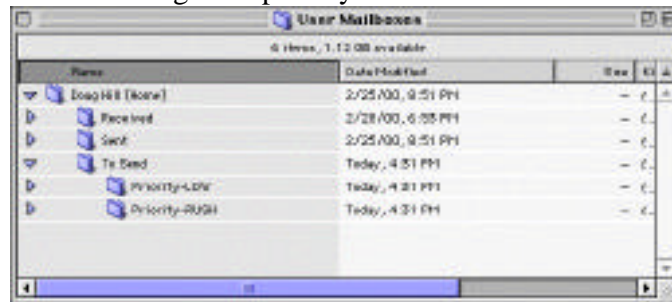 User Mailboxes
6 items, 1.12 GB available
Name Date Modified Size Ki
Doug Hill [Home] 2/25/00, 8:51 PM –
Received 2/28/00, 6:55 PM –
Sent 2/25/00, 8:51 PM –
To Send Today, 4:31 PM –
Priority-LOW Today, 4:31 PM –
Priority-RUSH Today, 4:31 PM –